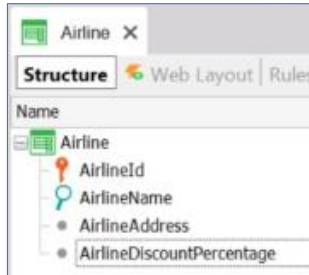 Airline
Structure Web Layout Rules
Name
Airline
AirlineId
AirlineName
AirlineAddress
AirlineDiscountPercentage